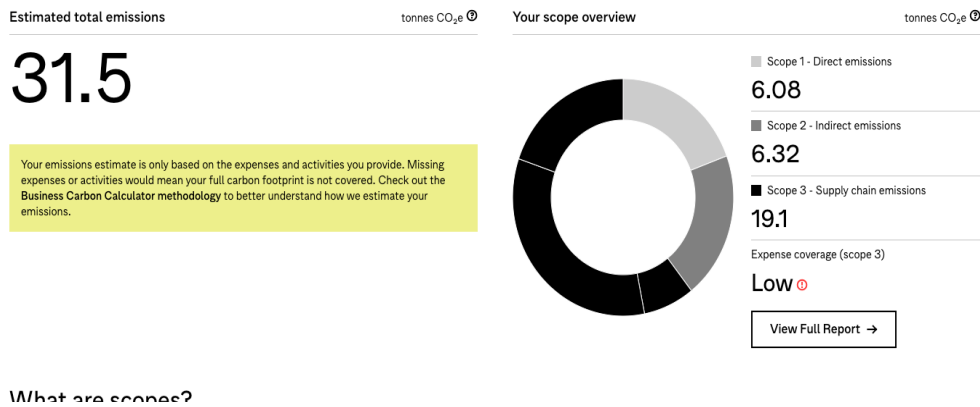 Estimated total emissions
tonnes CO₂e
31.5
Your emissions estimate is only based on the expenses and activities you provide. Missing
expenses or activities would mean your full carbon footprint is not covered. Check out the
Business Carbon Calculator methodology to better understand how we estimate your
emissions.
Your scope overview
tonnes CO₂e
Scope 1 - Direct emissions
6.08
Scope 2 - Indirect emissions
6.32
Scope 3 - Supply chain emissions
19.1
Expense coverage (scope 3)
Low
View Full Report →
What are scopes?